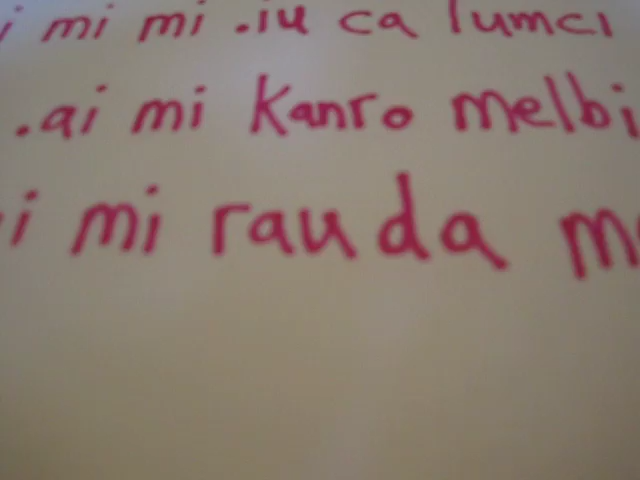 i mi mi .iu ca lumci
.ai mi kanro melbi
i mi rauda